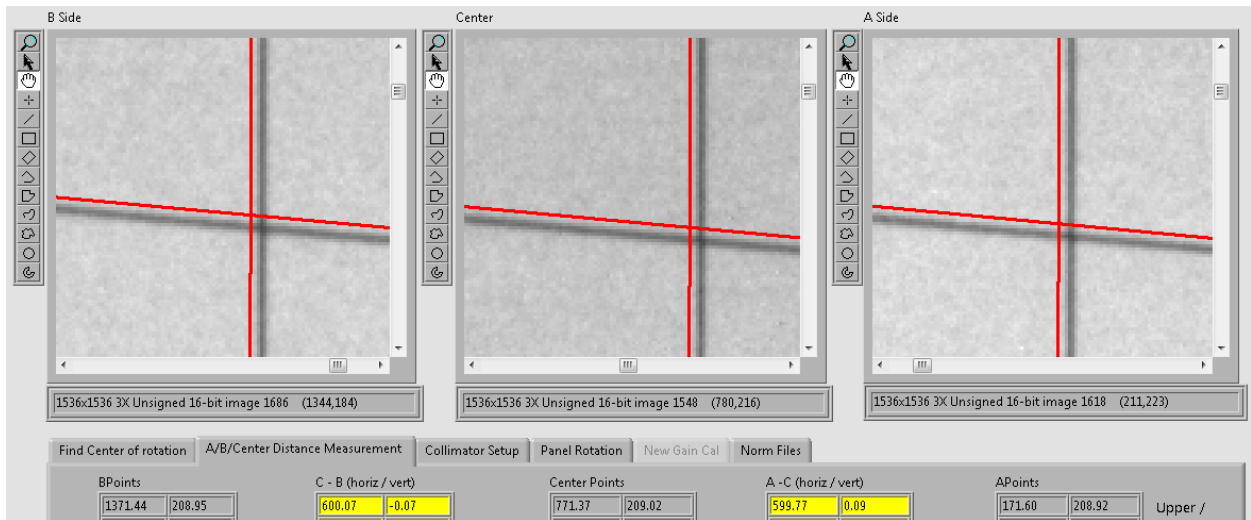 B Side Center A Side
1536x1536 3X Unsigned 16-bit image 1686 (1344,184) 1536x1536 3X Unsigned 16-bit image 1548 (780,216) 1536x1536 3X Unsigned 16-bit image 1618 (211,223)
Find Center of rotation A/B/Center Distance Measurement Collimator Setup Panel Rotation New Gain Cal Norm Files
BPoints C - B (horiz / vert) Center Points A -C (horiz / vert) APoints
1371.44 208.95 600.07 -0.07 771.37 209.02 599.77 0.09 171.60 208.92 Upper /